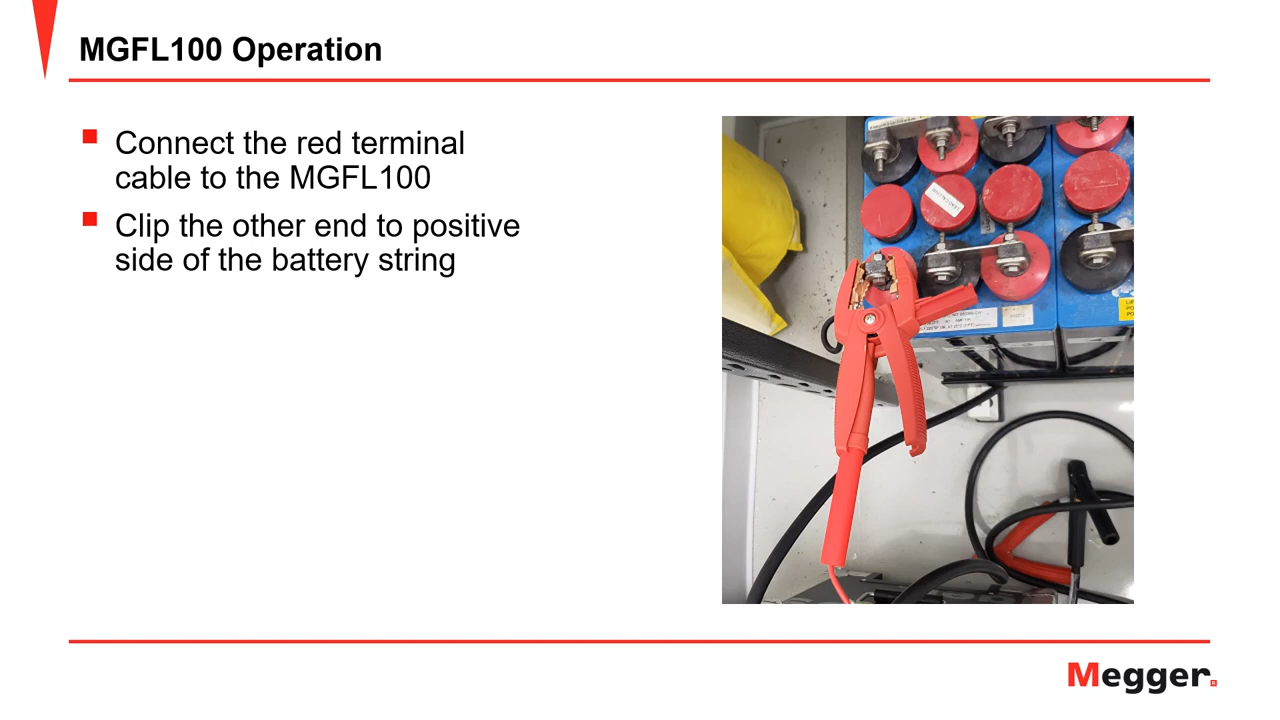 MGFL100 Operation
Connect the red terminal
cable to the MGFL100
Clip the other end to positive
side of the battery string
Megger